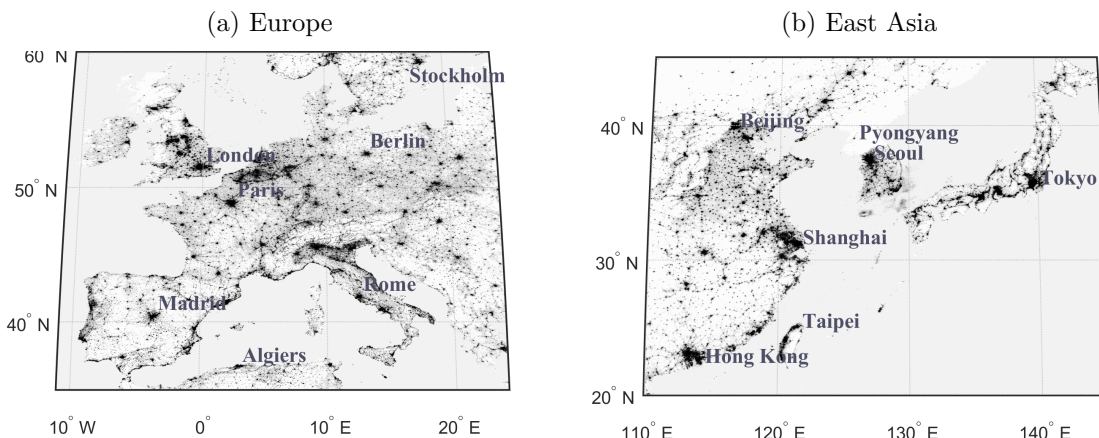 (a) Europe
(b) East Asia
60° N
50° N
40° N
10° W
0°
10° E
20° E
Stockholm
Berlin
London
Paris
Rome
Madrid
Algiers
40° N
30° N
20° N
110° E
120° E
130° E
140° E
Beijing
Pyongyang
Seoul
Tokyo
Shanghai
Taipei
Hong Kong